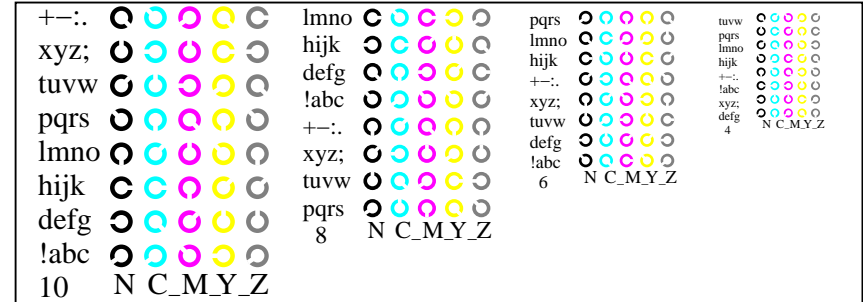 +−:.
xyz;
tuvw
pqrs
lmno
hijk
defg
!abc
10 N C_M_Y_Z
lmno
hijk
defg
!abc
+−:.
xyz;
tuvw
pqrs
8 N C_M_Y_Z
pqrs
lmno
hijk
+−:.
xyz;
tuvw
defg
!abc
6 N C_M_Y_Z
tuvw
pqrs
lmno
hijk
+−:.
!abc
xyz;
defg
4 N C_M_Y_Z